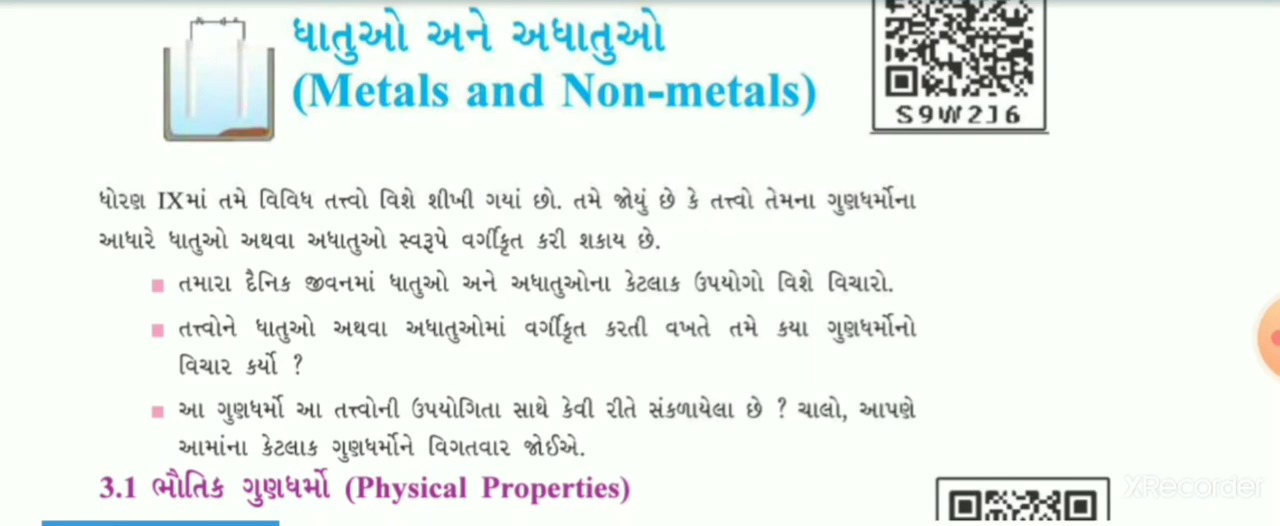 ધાતુઓ અને અધાતુઓ
(Metals and Non-metals)
S9W2J6
ધોરણ IXમાં તમે વિવિધ તત્ત્વો વિશે શીખી ગયાં છો. તમે જોયું છે કે તત્ત્વો તેમના ગુણધર્મોના
આધારે ધાતુઓ અથવા અધાતુઓ સ્વરૂપે વર્ગીકૃત કરી શકાય છે.
તમારા દૈનિક જીવનમાં ધાતુઓ અને અધાતુઓના કેટલાક ઉપયોગો વિશે વિચારો.
તત્ત્વોને ધાતુઓ અથવા અધાતુઓમાં વર્ગીકૃત કરતી વખતે તમે કયા ગુણધર્મોનો
વિચાર કર્યો ?
આ ગુણધર્મો આ તત્ત્વોની ઉપયોગિતા સાથે કેવી રીતે સંકળાયેલા છે ? ચાલો, આપણે
આમાંના કેટલાક ગુણધર્મોને વિગતવાર જોઈએ.
3.1 ભૌતિક ગુણધર્મો (Physical Properties)
XRecorder